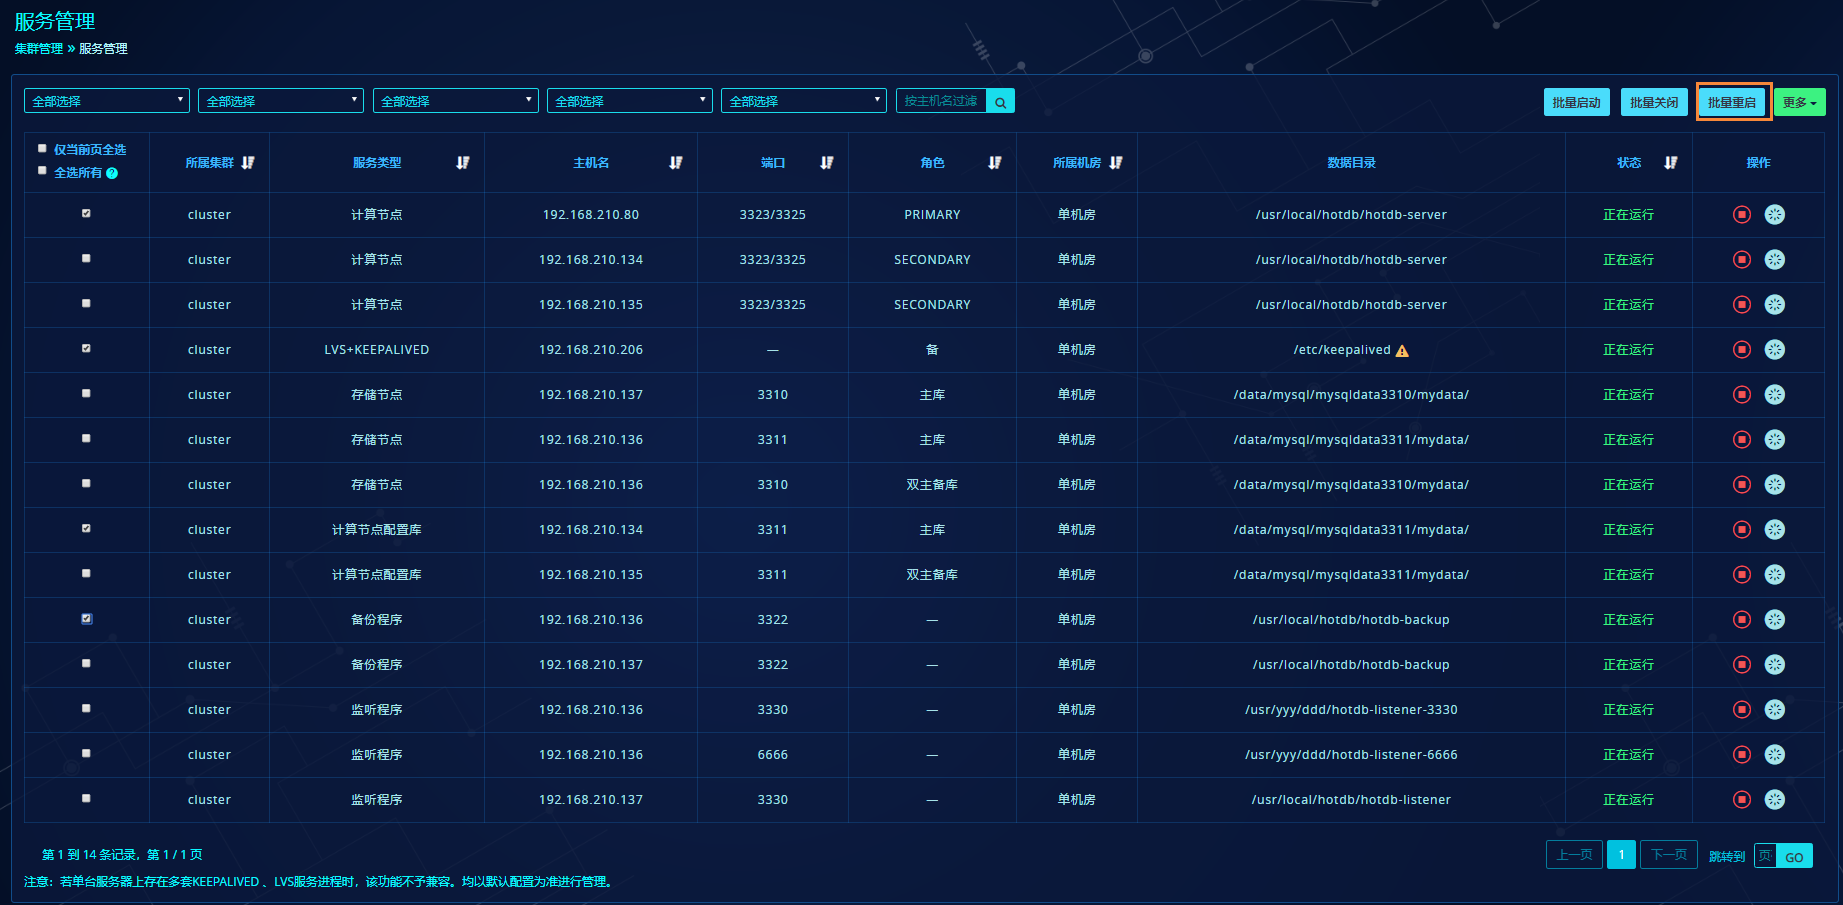 服务管理
集群管理 » 服务管理
全部选择 全部选择 全部选择 全部选择 全部选择 按主机名过滤 批量启动 批量关闭 批量重启 更多
仅当前页全选
全选所有 ? 所属集群 服务类型 主机名 端口 角色 所属机房 数据目录 状态 操作
cluster 计算节点 192.168.210.80 3323/3325 PRIMARY 单机房 /usr/local/hotdb/hotdb-server 正在运行
cluster 计算节点 192.168.210.134 3323/3325 SECONDARY 单机房 /usr/local/hotdb/hotdb-server 正在运行
cluster 计算节点 192.168.210.135 3323/3325 SECONDARY 单机房 /usr/local/hotdb/hotdb-server 正在运行
cluster LVS+KEEPALIVED 192.168.210.206 — 备 单机房 /etc/keepalived 正在运行
cluster 存储节点 192.168.210.137 3310 主库 单机房 /data/mysql/mysqldata3310/mydata/ 正在运行
cluster 存储节点 192.168.210.136 3311 主库 单机房 /data/mysql/mysqldata3311/mydata/ 正在运行
cluster 存储节点 192.168.210.136 3310 双主备库 单机房 /data/mysql/mysqldata3310/mydata/ 正在运行
cluster 计算节点配置库 192.168.210.134 3311 主库 单机房 /data/mysql/mysqldata3311/mydata/ 正在运行
cluster 计算节点配置库 192.168.210.135 3311 双主备库 单机房 /data/mysql/mysqldata3311/mydata/ 正在运行
cluster 备份程序 192.168.210.136 3322 — 单机房 /usr/local/hotdb/hotdb-backup 正在运行
cluster 备份程序 192.168.210.137 3322 — 单机房 /usr/local/hotdb/hotdb-backup 正在运行
cluster 监听程序 192.168.210.136 3330 — 单机房 /usr/yyy/ddd/hotdb-listener-3330 正在运行
cluster 监听程序 192.168.210.136 6666 — 单机房 /usr/yyy/ddd/hotdb-listener-6666 正在运行
cluster 监听程序 192.168.210.137 3330 — 单机房 /usr/local/hotdb/hotdb-listener 正在运行
第 1 到 14 条记录，第 1 / 1 页 上一页 1 下一页 跳转到 页 GO
注意：若单台服务器上存在多套KEEPALIVED 、LVS服务进程时，该功能不予兼容。均以默认配置为准进行管理。